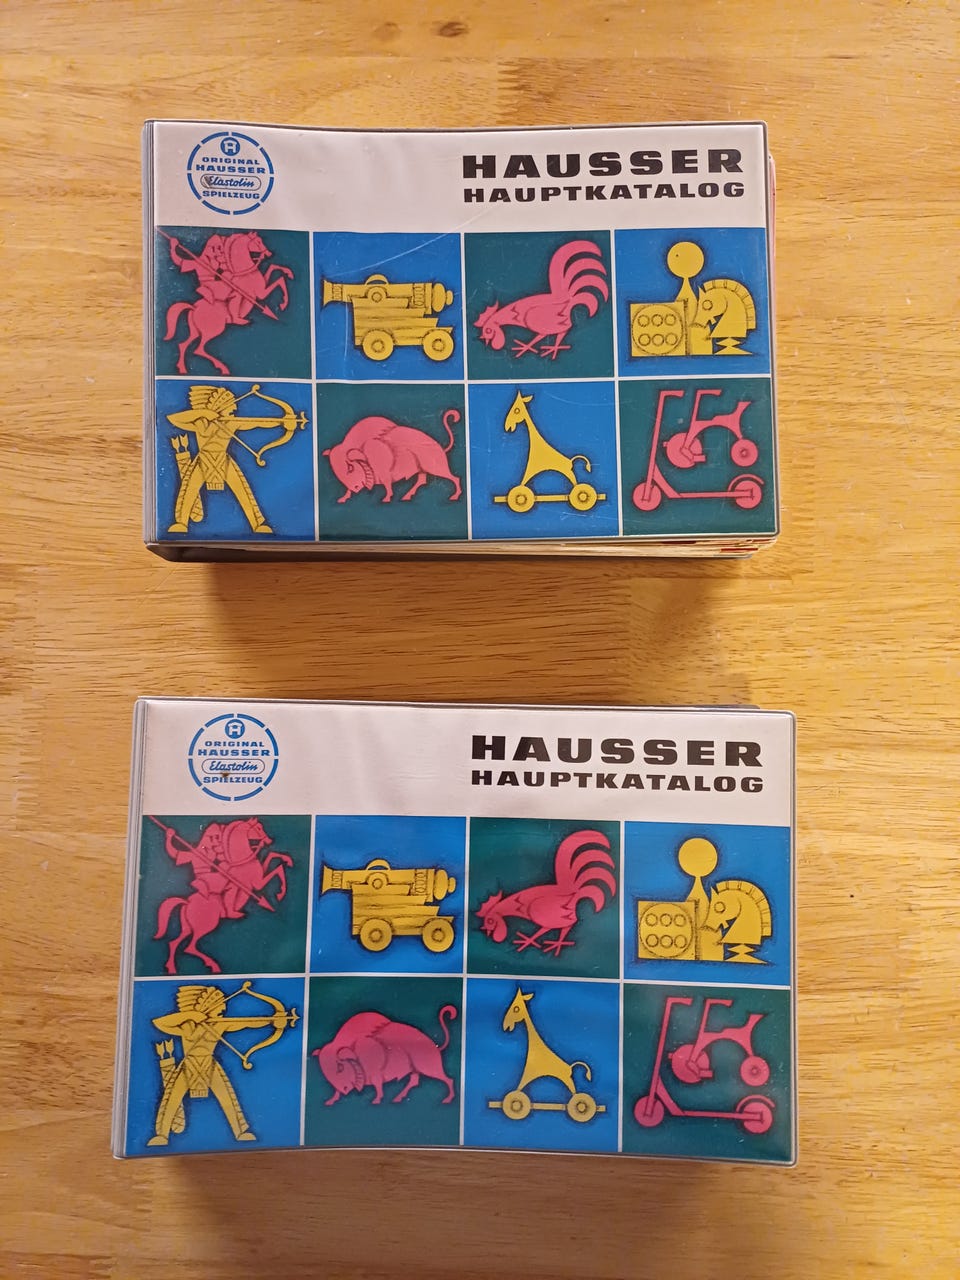 ORIGINAL
HAUSSER
Elastolin
SPIELZEUG
HAUSSER
HAUPTKATALOG
ORIGINAL
HAUSSER
Elastolin
SPIELZEUG
HAUSSER
HAUPTKATALOG